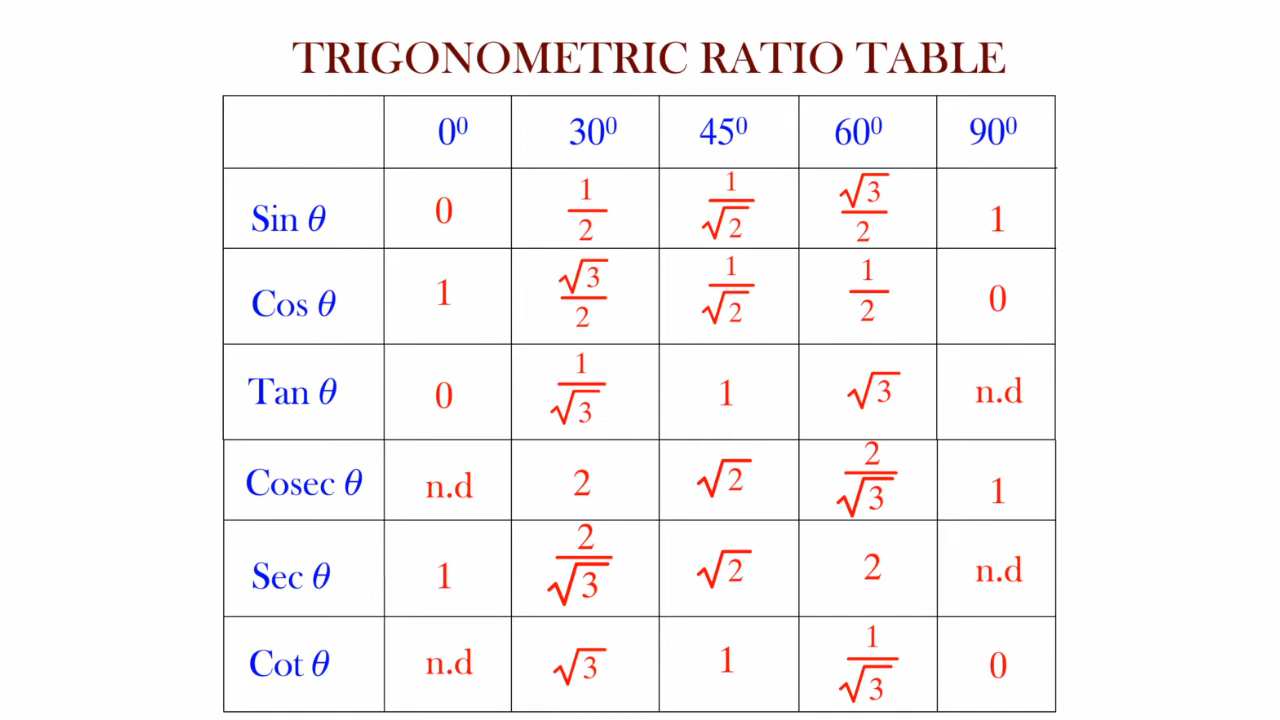 TRIGONOMETRIC RATIO TABLE
0⁰ 30⁰ 45⁰ 60⁰ 90⁰
Sin θ 0 1/2 1/√2 √3/2 1
Cos θ 1 √3/2 1/√2 1/2 0
Tan θ 0 1/√3 1 √3 n.d
Cosec θ n.d 2 √2 2/√3 1
Sec θ 1 2/√3 √2 2 n.d
Cot θ n.d √3 1 1/√3 0